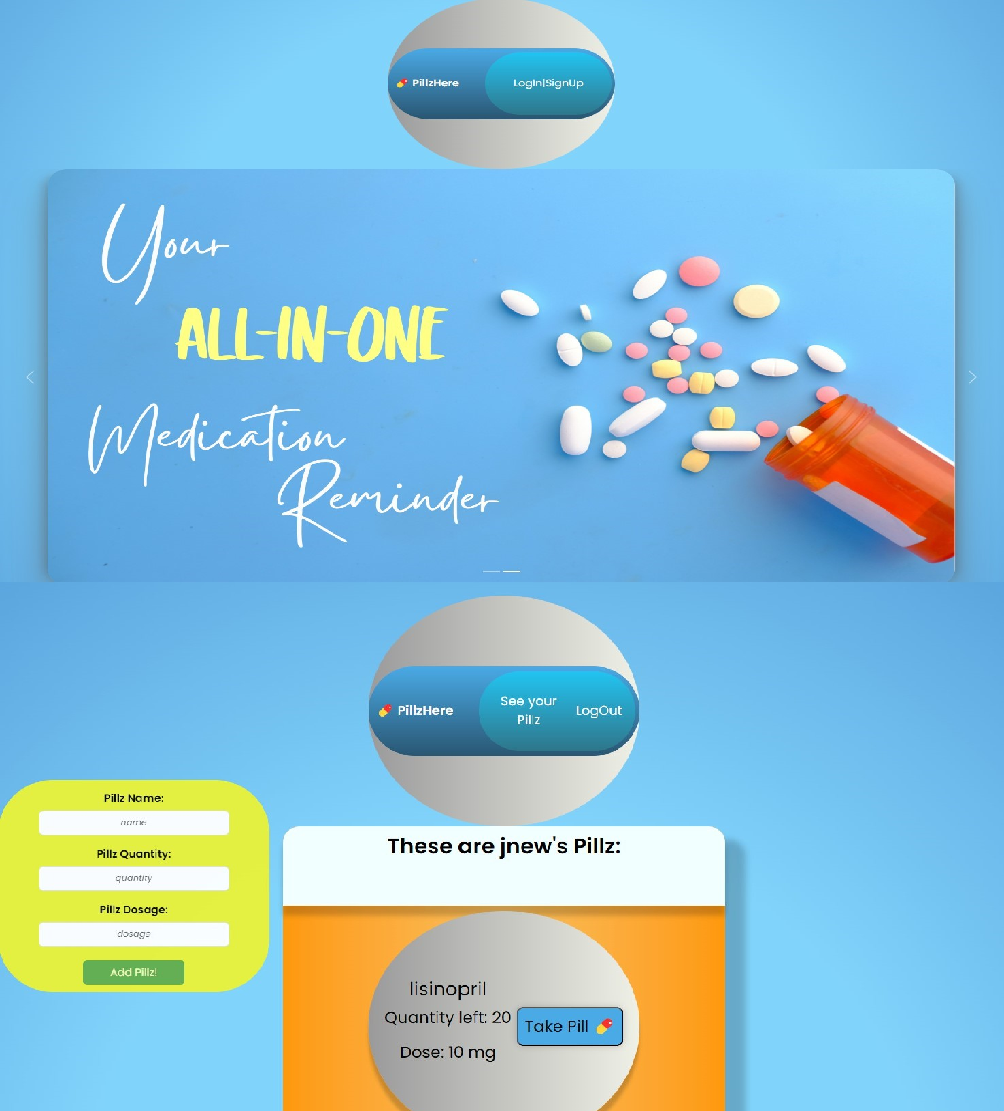 PillzHere
LogIn|SignUp
Your
ALL-IN-ONE
Medication
Reminder
PillzHere
See your
Pillz
LogOut
Pillz Name:
name
Pillz Quantity:
quantity
Pillz Dosage:
dosage
Add Pillz!
These are jnew's Pillz:
lisinopril
Quantity left: 20
Take Pill
Dose: 10 mg